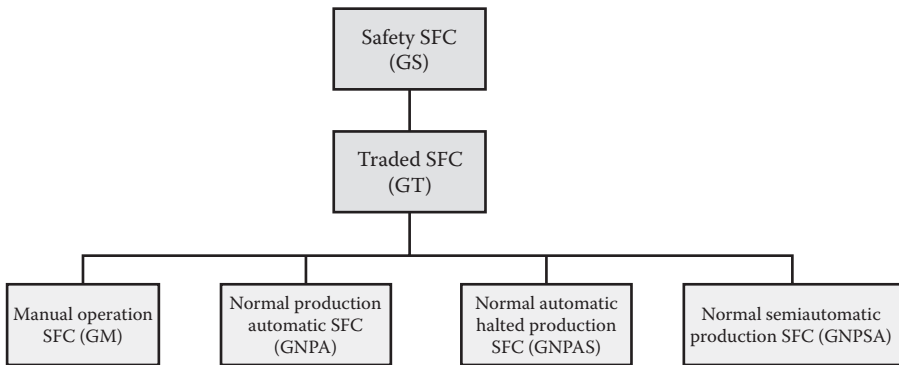 Safety SFC
(GS)
Traded SFC
(GT)
Manual operation
SFC (GM)
Normal production
automatic SFC
(GNPA)
Normal automatic
halted production
SFC (GNPAS)
Normal semiautomatic
production SFC (GNPSA)